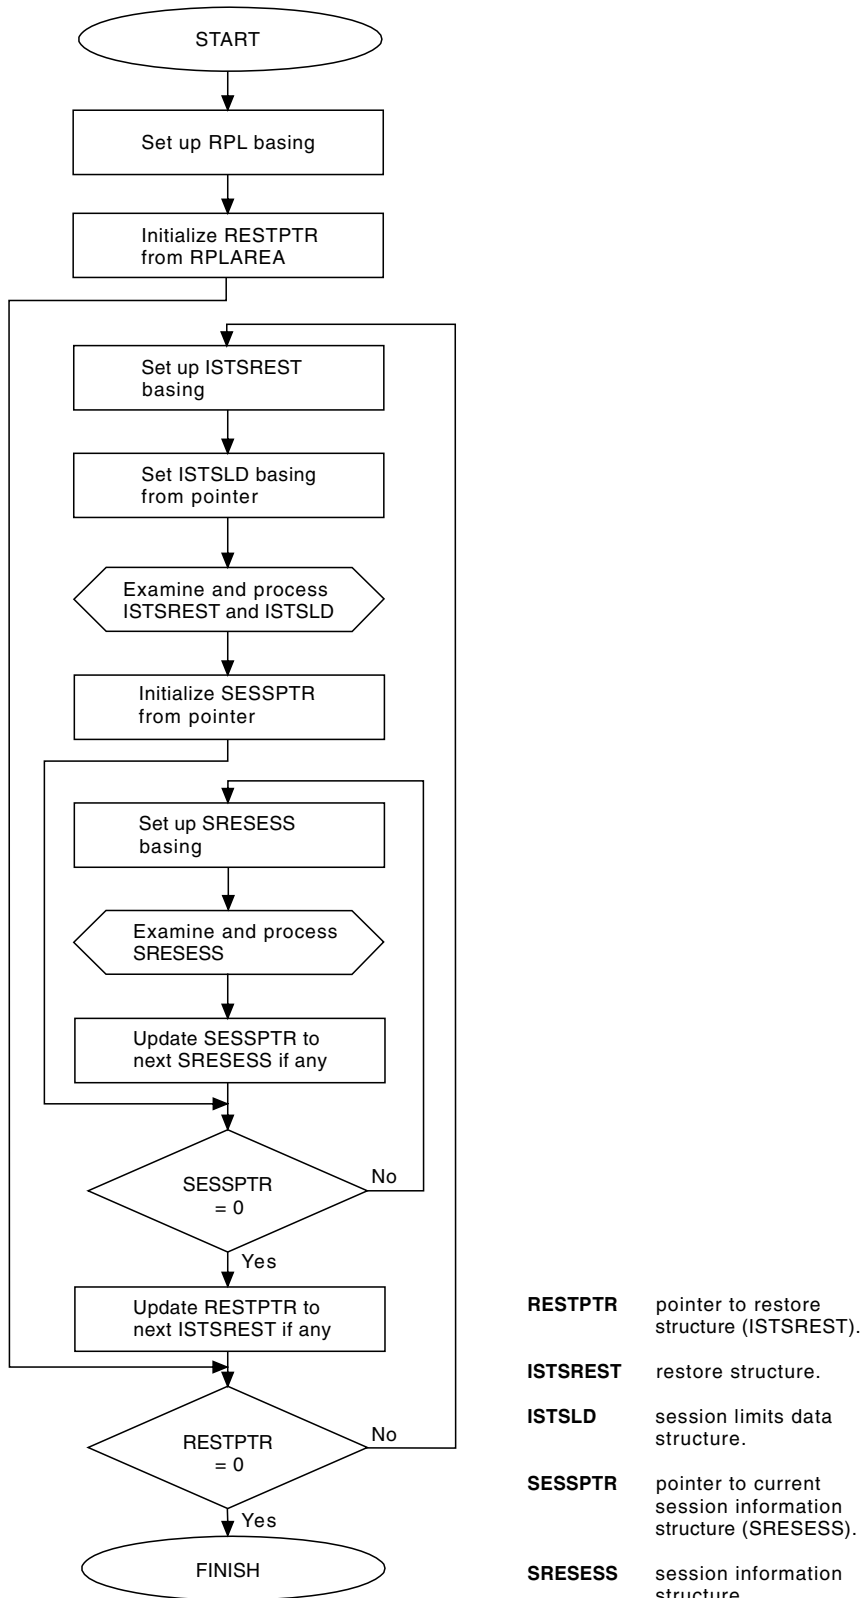 START
Set up RPL basing
Initialize RESTPTR
from RPLAREA
Set up ISTSREST
basing
Set ISTSLD basing
from pointer
Examine and process
ISTSREST and ISTSLD
Initialize SESSPTR
from pointer
Set up SRESESS
basing
Examine and process
SRESESS
Update SESSPTR to
next SRESESS if any
SESSPTR
= 0
No
Yes
Update RESTPTR to
next ISTSREST if any
RESTPTR
= 0
No
Yes
FINISH
RESTPTR pointer to restore
structure (ISTSREST).
ISTSREST restore structure.
ISTSLD session limits data
structure.
SESSPTR pointer to current
session information
structure (SRESESS).
SRESESS session information
structure